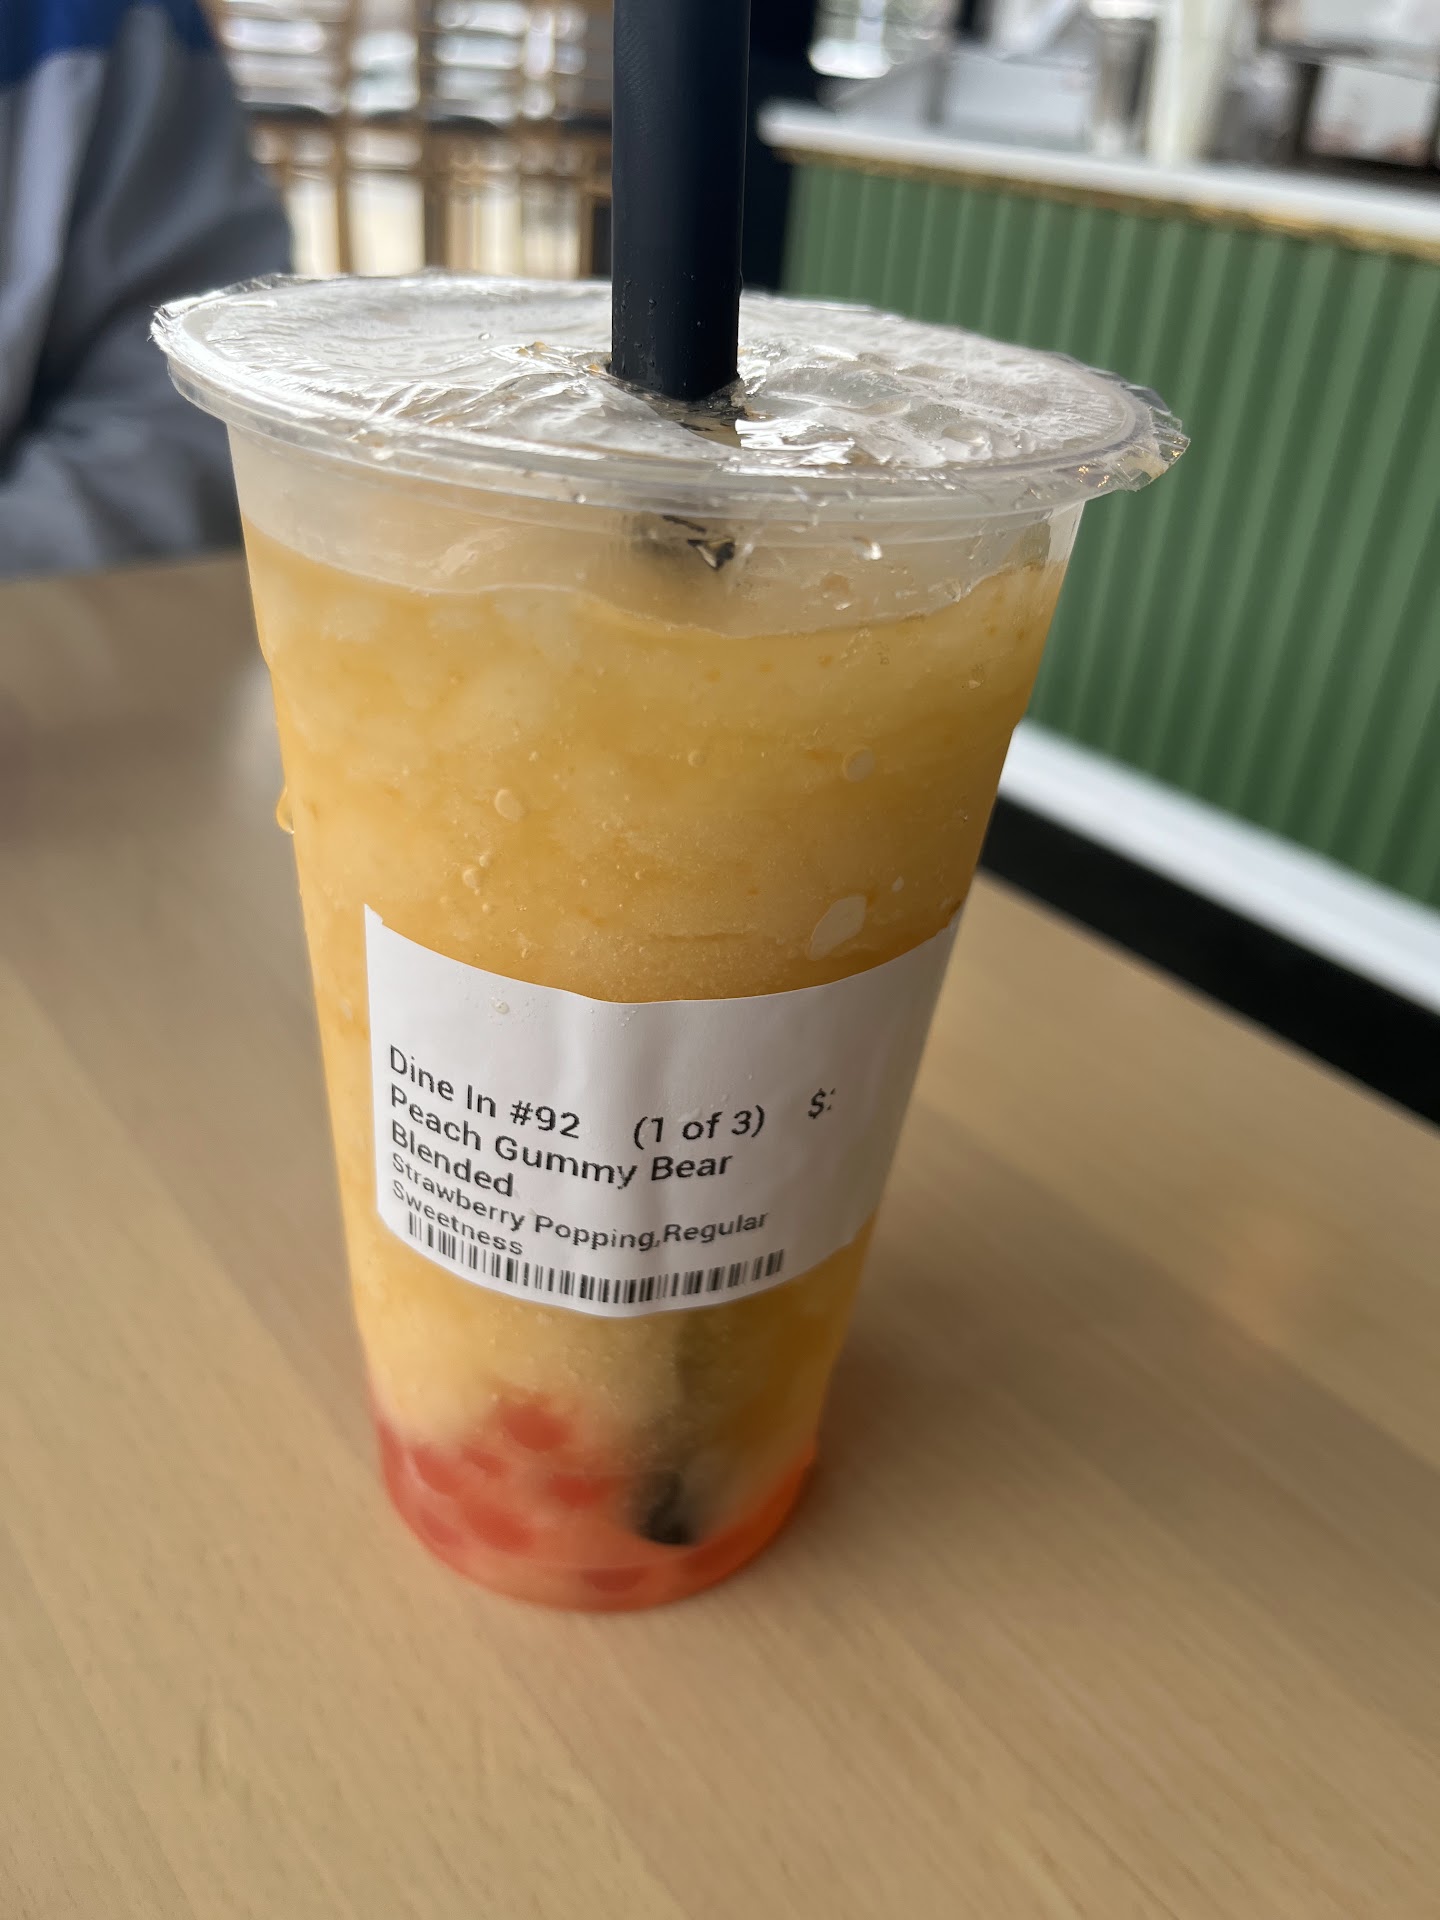 Dine In #92 (1 of 3) $
Peach Gummy Bear
Blended
Strawberry Popping,Regular
Sweetness